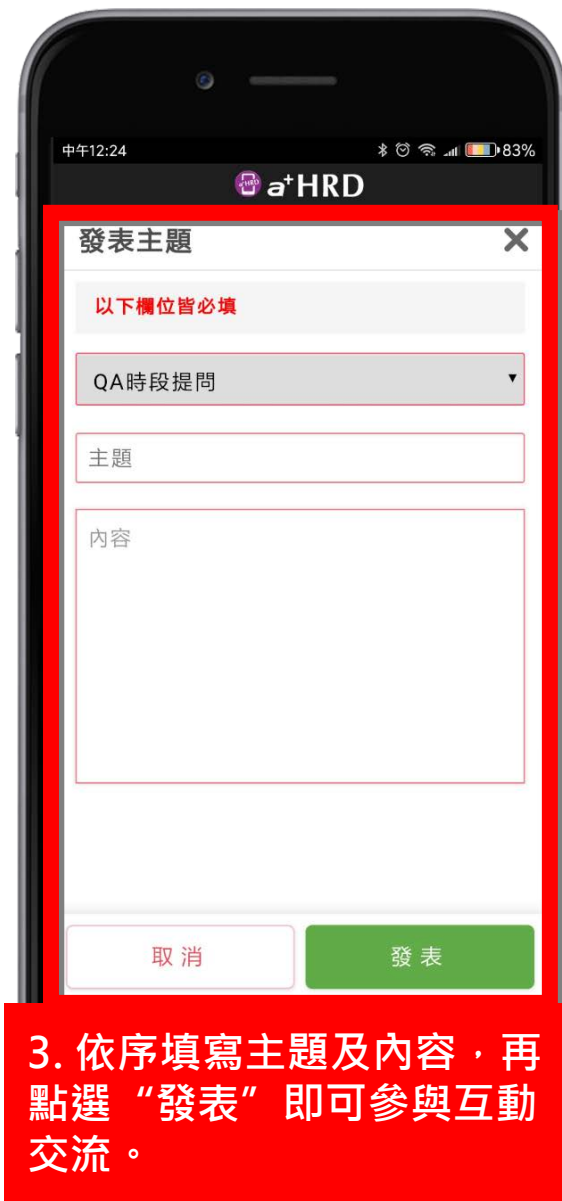 中午12:24 83%
a+HRD
發表主題
以下欄位皆必填
QA時段提問
主題
內容
取消 發表
3. 依序填寫主題及內容，再
點選“發表”即可參與互動
交流。